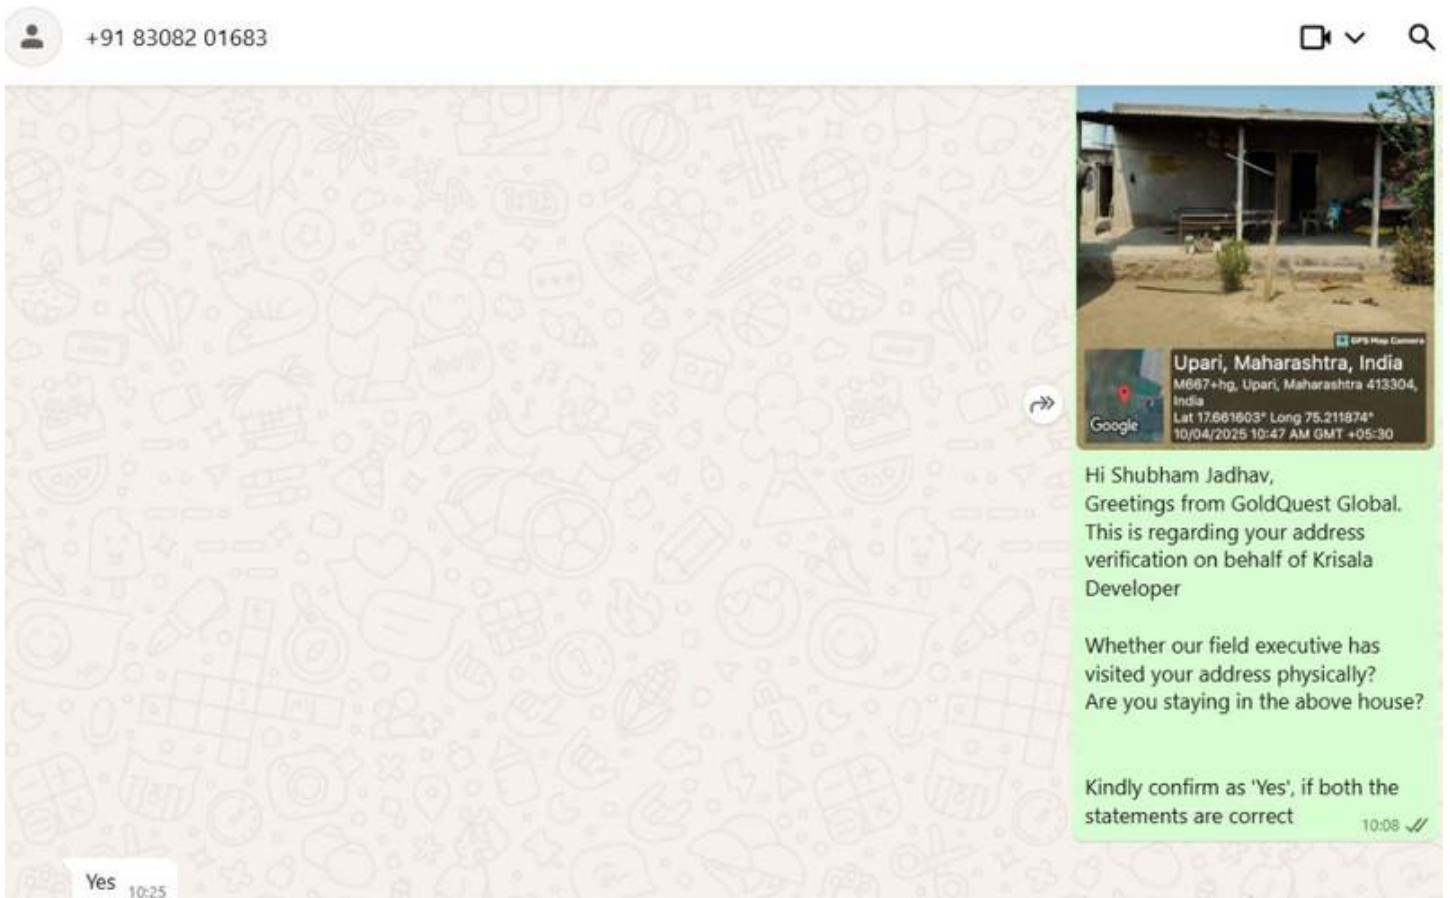 +91 83082 01683
GPS Map Camera
Upari, Maharashtra, India
M667+hg, Upari, Maharashtra 413304,
India
Lat 17.661603° Long 75.211874°
10/04/2025 10:47 AM GMT +05:30
Google
Hi Shubham Jadhav,
Greetings from GoldQuest Global.
This is regarding your address
verification on behalf of Krisala
Developer
Whether our field executive has
visited your address physically?
Are you staying in the above house?
Kindly confirm as 'Yes', if both the
statements are correct
10:08
Yes 10:25